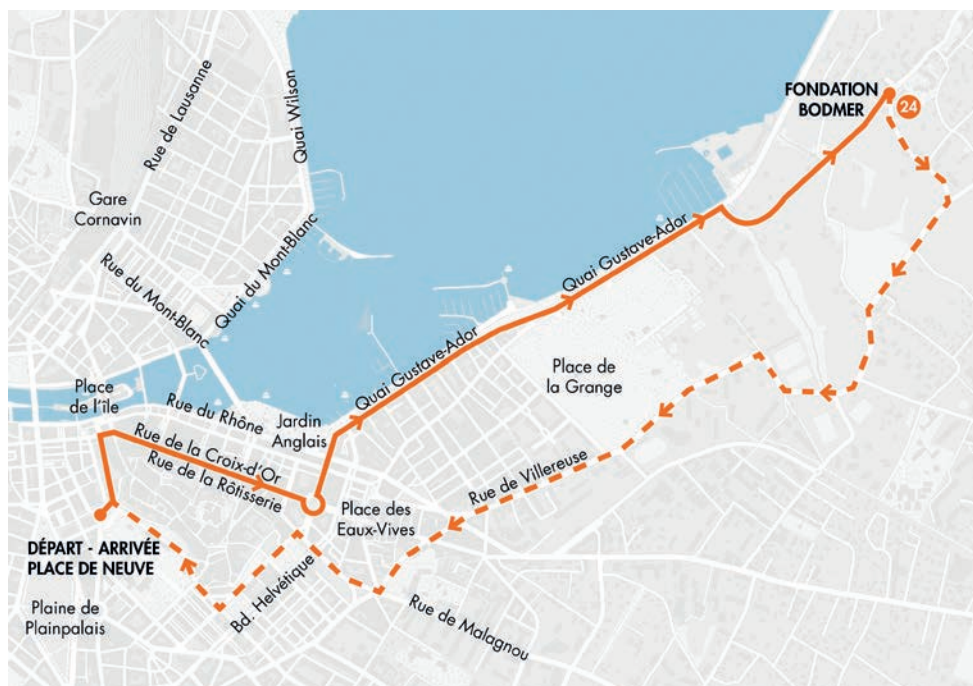 Rue de Lausanne
Quai Wilson
FONDATION
BODMER
24
Gare
Cornavin
Quai du Mont-Blanc
Rue du Mont-Blanc
Quai Gustave-Ador
Quai Gustave-Ador
Place
de l'île
Rue du Rhône
Jardin
Anglais
Place de
la Grange
Rue de la Croix-d'Or
Rue de la Rôtisserie
Rue de Villereuse
Place des
Eaux-Vives
DÉPART - ARRIVÉE
PLACE DE NEUVE
Plaine de
Plainpalais
Bd. Helvétique
Rue de Malagnou